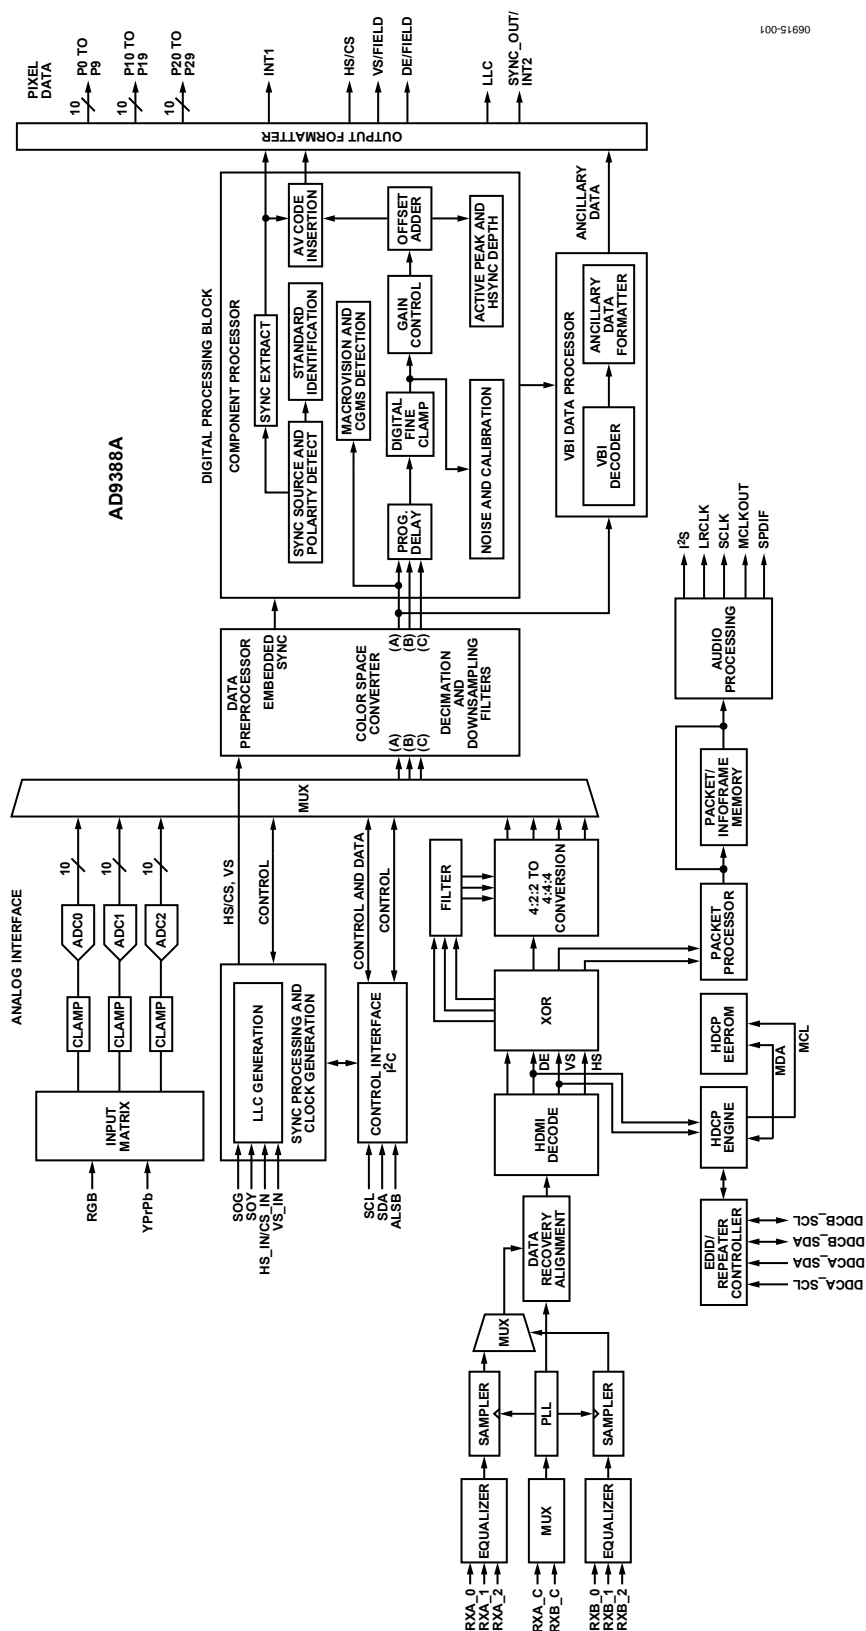 AD9388A
ANALOG INTERFACE
RGB
YPrPb
INPUT
MATRIX
CLAMP
ADC0
10
CLAMP
ADC1
10
CLAMP
ADC2
10
SOG
SOY
HS_IN/CS_IN
VS_IN
LLC GENERATION
SYNC PROCESSING AND
CLOCK GENERATION
HS/CS, VS
CONTROL
SCL
SDA
ALSB
CONTROL INTERFACE
I2C
CONTROL AND DATA
CONTROL
MUX
RXA_0
RXA_1
RXA_2
EQUALIZER
SAMPLER
RXA_C
RXB_C
MUX
PLL
RXB_0
RXB_1
RXB_2
EQUALIZER
SAMPLER
MUX
DATA
RECOVERY
ALIGNMENT
HDMI
DECODE
DE
VS
HS
XOR
FILTER
4:2:2 TO
4:4:4
CONVERSION
DDCA_SCL
DDCA_SDA
DDCB_SDA
DDCB_SCL
EDID/
REPEATER
CONTROLLER
HDCP
ENGINE
HDCP
EEPROM
MDA
MCL
PACKET
PROCESSOR
PACKET/
INFOFRAME
MEMORY
AUDIO
PROCESSING
I2S
LRCLK
SCLK
MCLKOUT
SPDIF
DATA
PREPROCESSOR
EMBEDDED
SYNC
COLOR SPACE
CONVERTER
(A)
(B)
(C)
(A)
(B)
(C)
DECIMATION
AND
DOWNSAMPLING
FILTERS
DIGITAL PROCESSING BLOCK
COMPONENT PROCESSOR
SYNC EXTRACT
SYNC SOURCE AND
POLARITY DETECT
STANDARD
IDENTIFICATION
AV CODE
INSERTION
MACROVISION AND
CGMS DETECTION
PROG.
DELAY
DIGITAL
FINE
CLAMP
GAIN
CONTROL
OFFSET
ADDER
NOISE AND CALIBRATION
ACTIVE PEAK AND
HSYNC DEPTH
VBI DATA PROCESSOR
VBI
DECODER
ANCILLARY
DATA
FORMATTER
ANCILLARY
DATA
OUTPUT FORMATTER
PIXEL
DATA
10
P0 TO
P9
10
P10 TO
P19
10
P20 TO
P29
INT1
HS/CS
VS/FIELD
DE/FIELD
LLC
SYNC_OUT/
INT2
06915-001